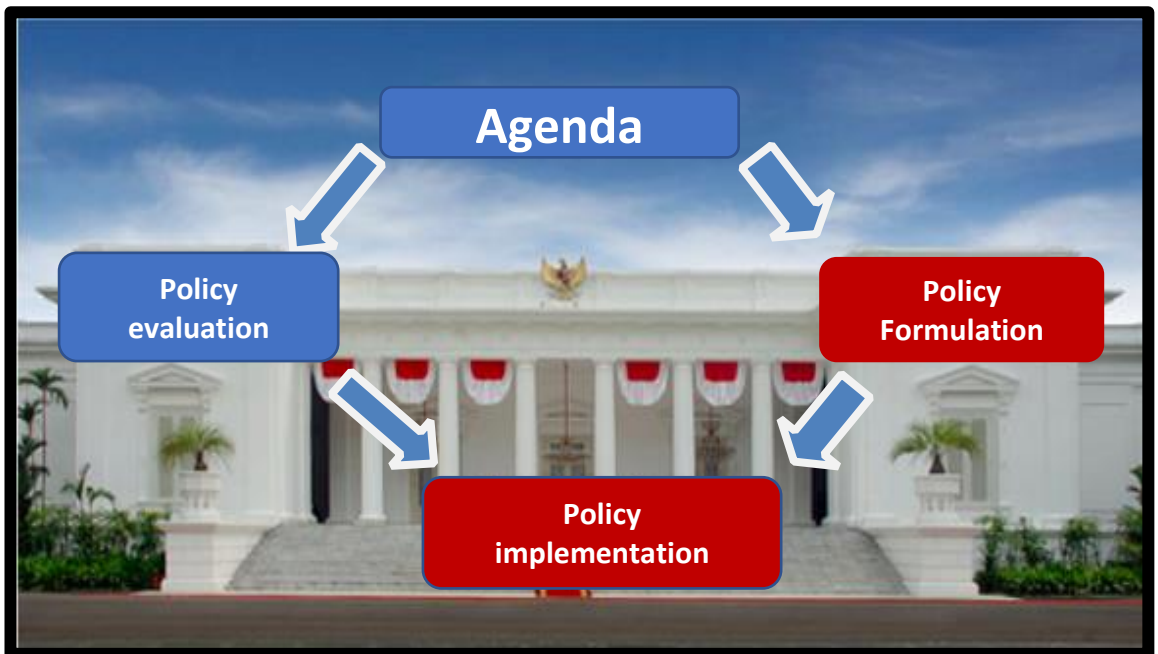 Agenda
Policy
evaluation
Policy
Formulation
Policy
implementation